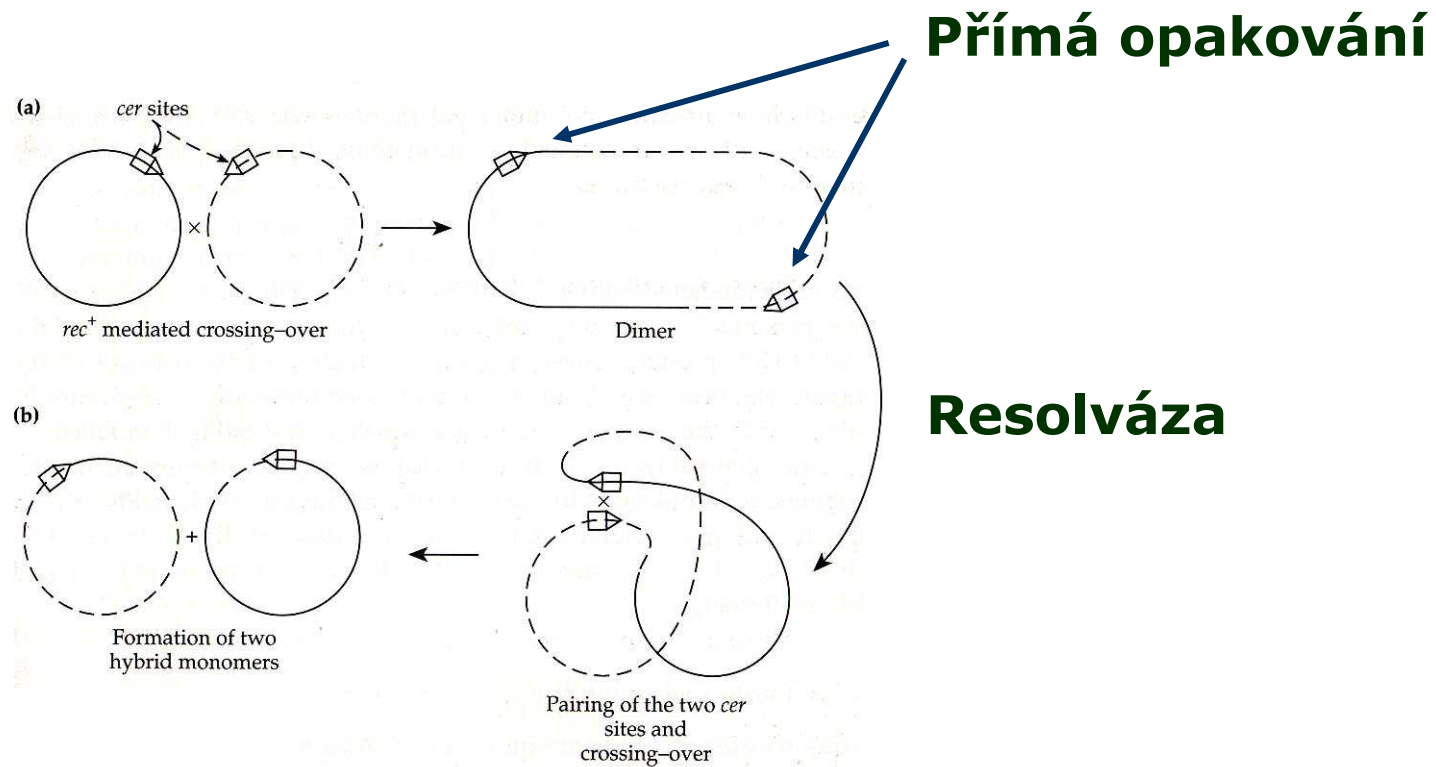 Přímá opakování
(a)
cer sites
×
rec⁺ mediated crossing–over
Dimer
Resolváza
(b)
×
+
Formation of two
hybrid monomers
Pairing of the two cer
sites and
crossing–over